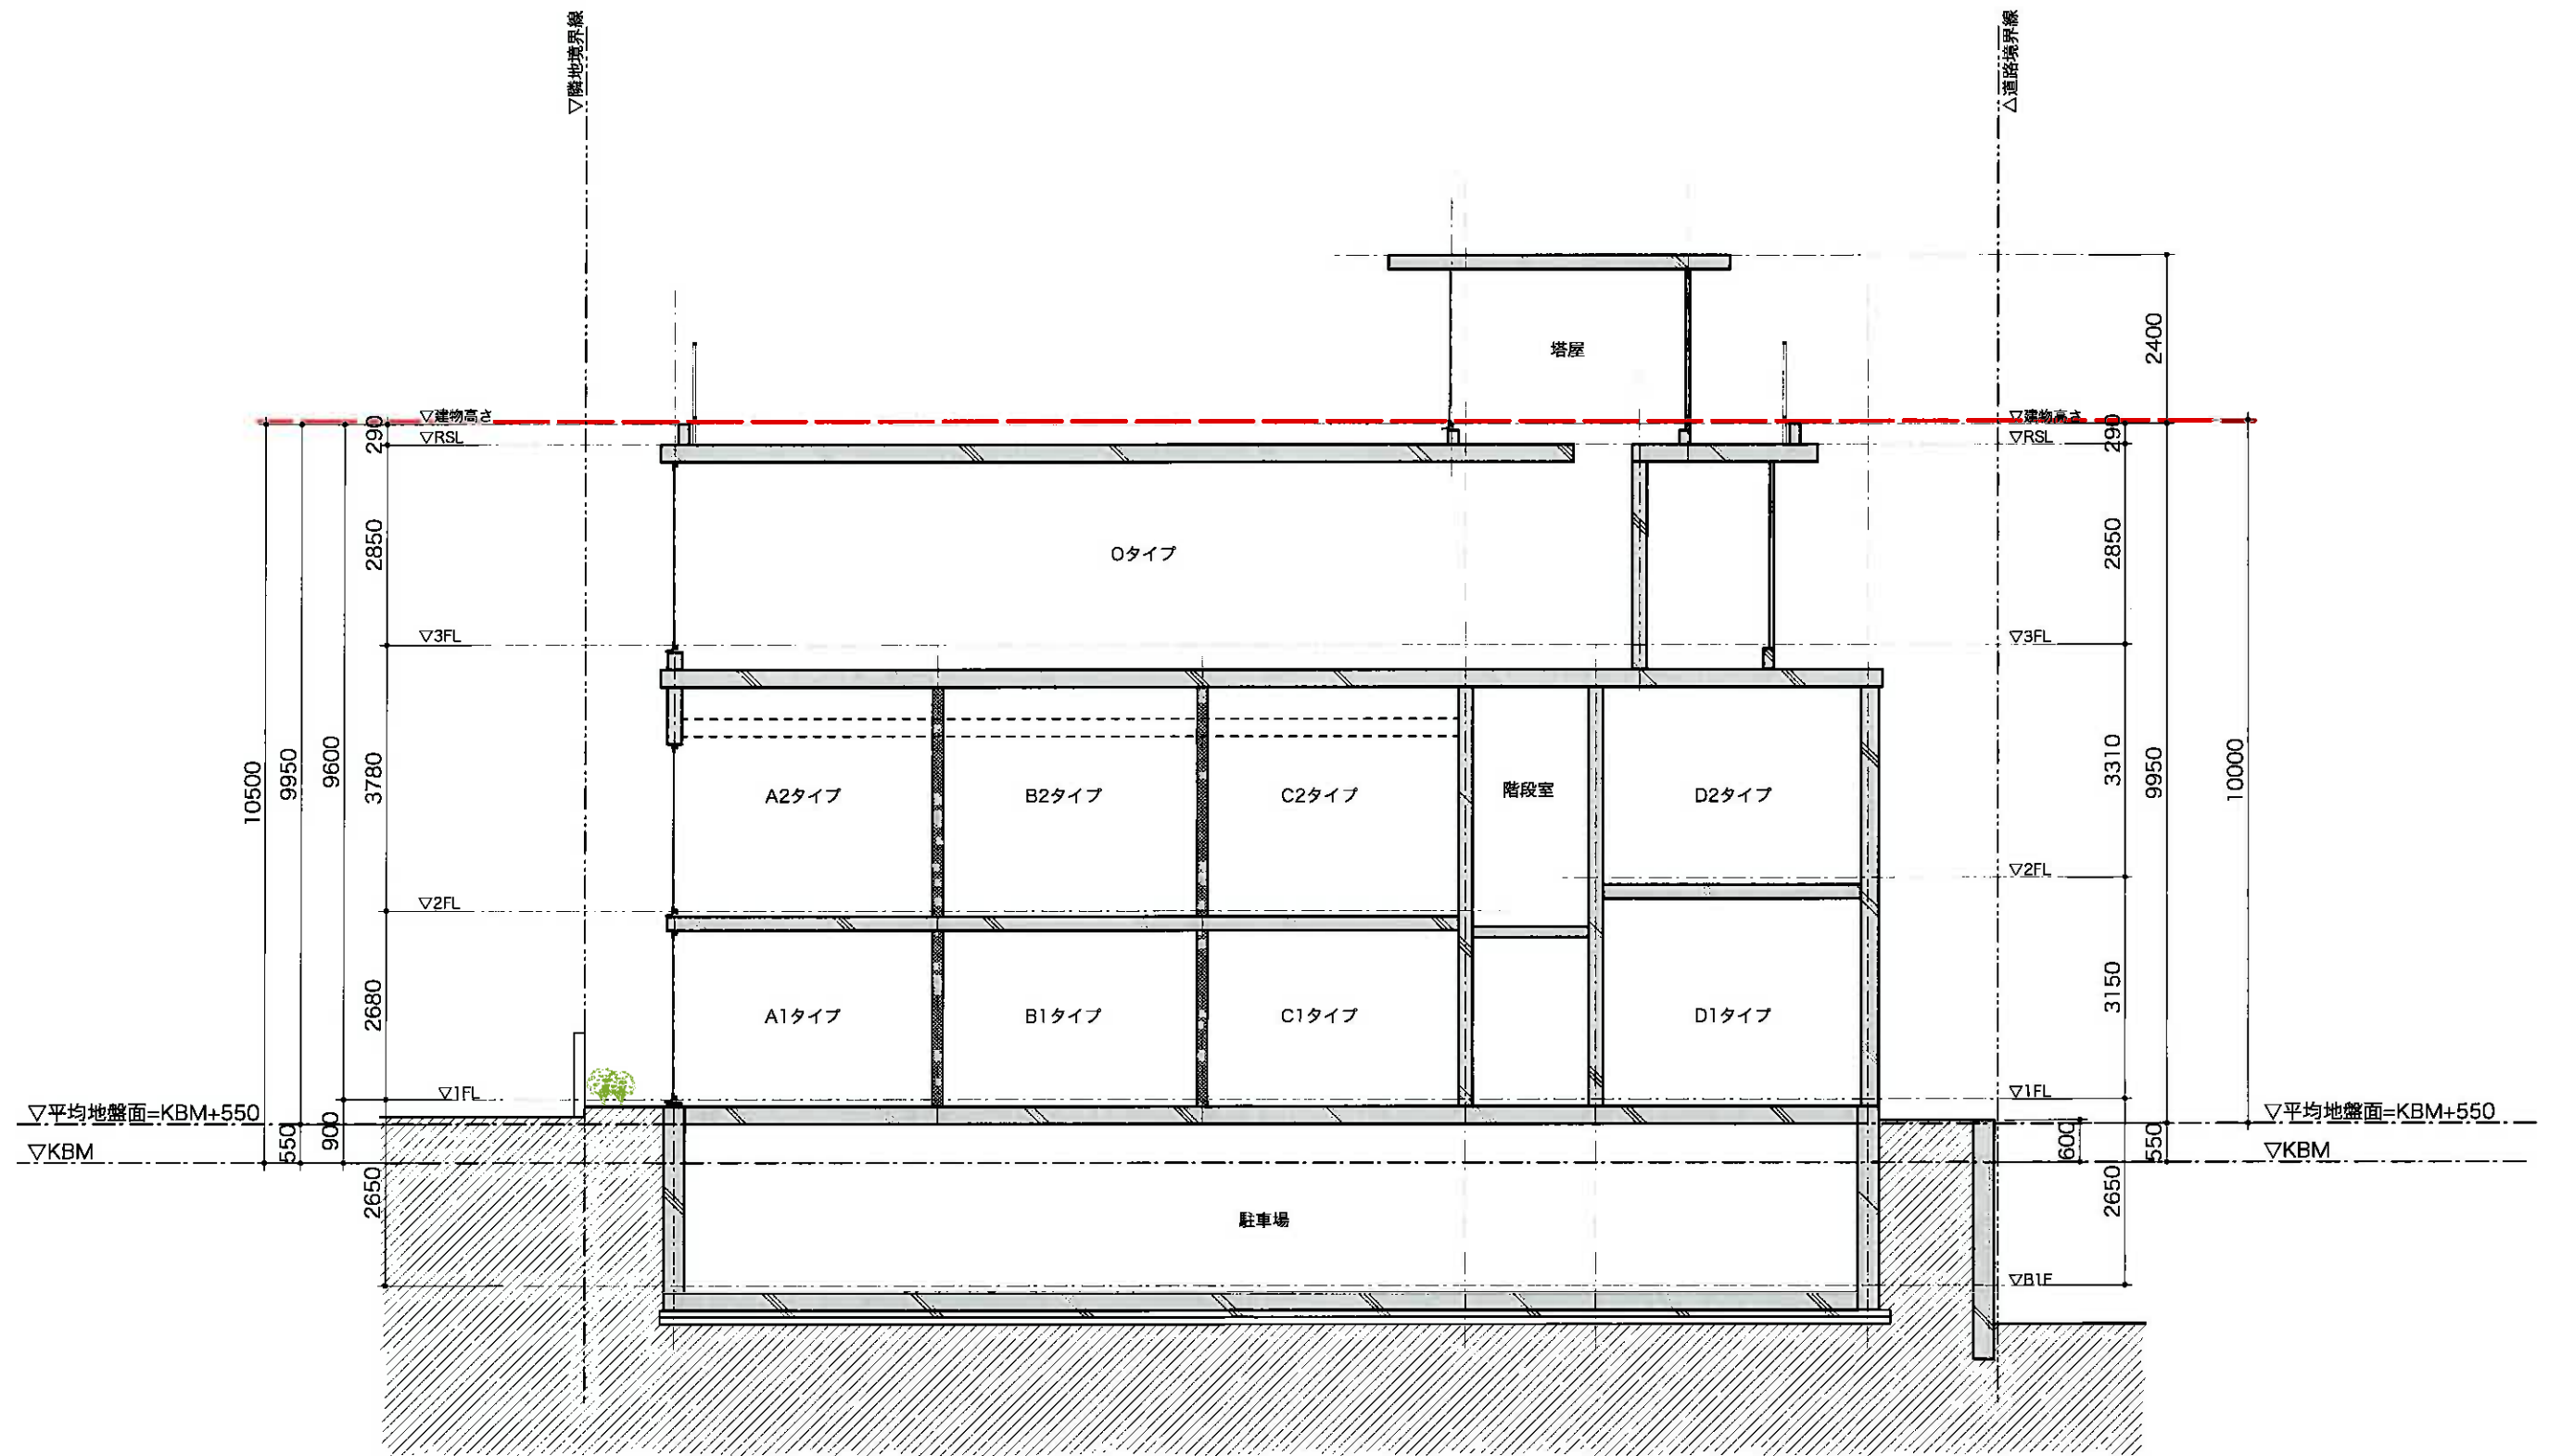 ▽隣地境界線
△道路境界線
2400
塔屋
▽建物高さ
▽建物高さ
290
▽RSL
290
▽RSL
2850
Oタイプ
2850
▽3FL
▽3FL
10500
9950
9600
3780
A2タイプ
B2タイプ
C2タイプ
階段室
D2タイプ
3310
9950
10000
▽2FL
▽2FL
2680
A1タイプ
B1タイプ
C1タイプ
D1タイプ
3150
▽1FL
▽1FL
▽平均地盤面=KBM+550
▽平均地盤面=KBM+550
550
900
600
550
▽KBM
▽KBM
2650
駐車場
2650
▽B1F